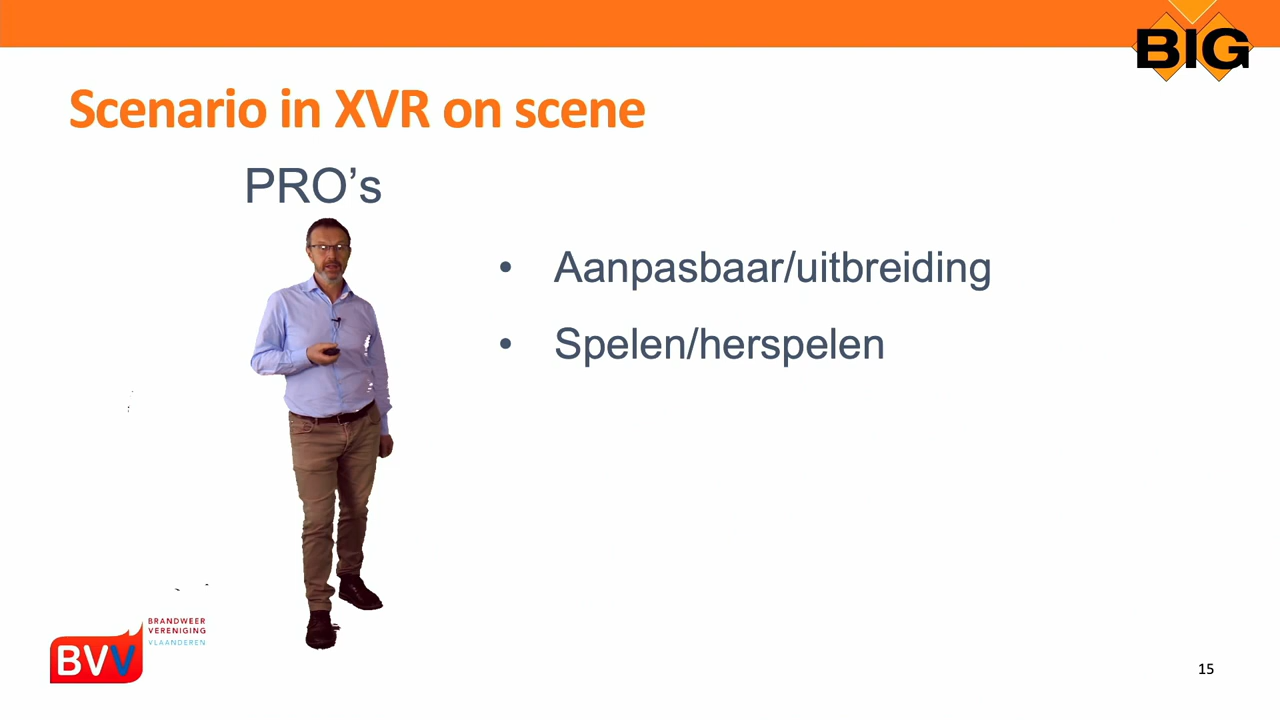 BIG
Scenario in XVR on scene
PRO’s
• Aanpasbaar/uitbreiding
• Spelen/herspelen
BRANDWEER
VERENIGING
VLAANDEREN
BVV
15